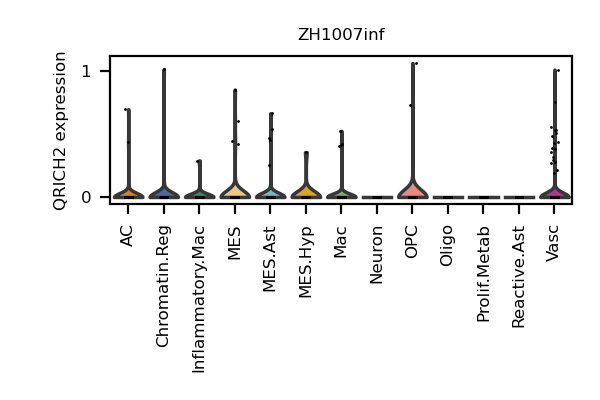 ZH1007inf
QRICH2 expression
1
0
AC
Chromatin.Reg
Inflammatory.Mac
MES
MES.Ast
MES.Hyp
Mac
Neuron
OPC
Oligo
Prolif.Metab
Reactive.Ast
Vasc